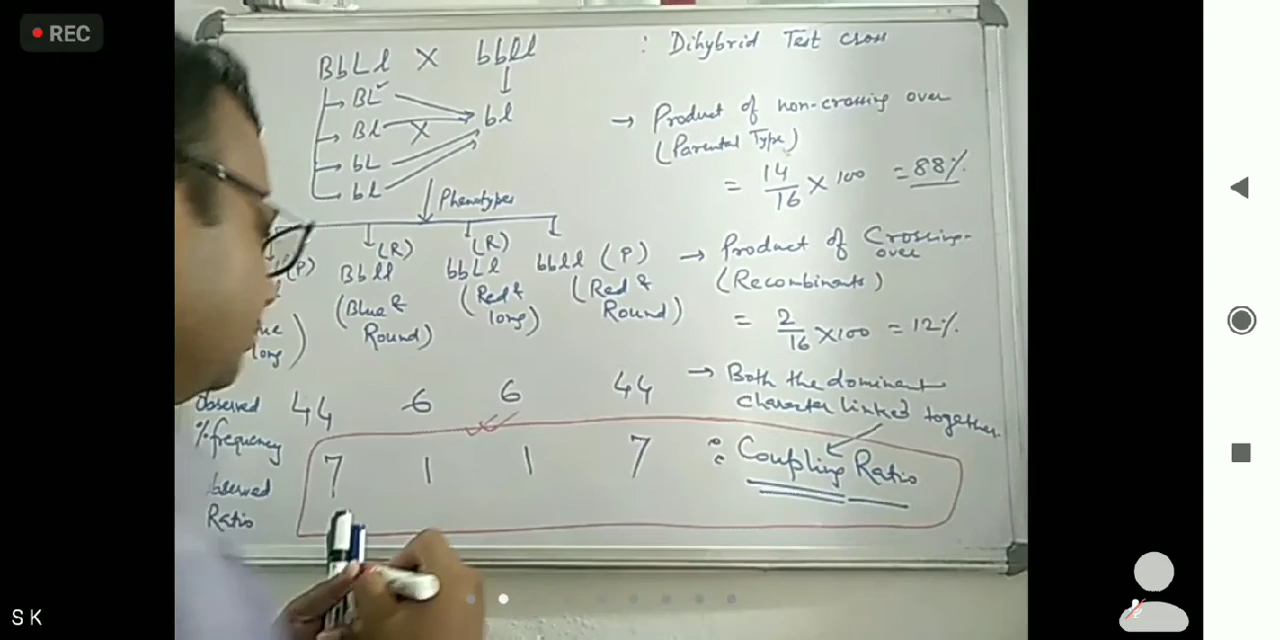 REC
BbLl X bbll : Dihybrid Test cross
BL
Bl X bl
bL
bl
Phenotypes
→ Product of non-crossing over
(Parental Type)
= 14/16 X 100 = 88%
(P) (R) (R)
Bbll bbLl bbll (P)
(Blue & Round) (Red & long) (Red & Round)
long)
→ Product of Crossing-over
(Recombinants)
= 2/16 X 100 = 12%
Observed % frequency 44 6 6 44
→ Both the dominant
character linked together
Observed Ratio 7 1 1 7 : Coupling Ratio
S K